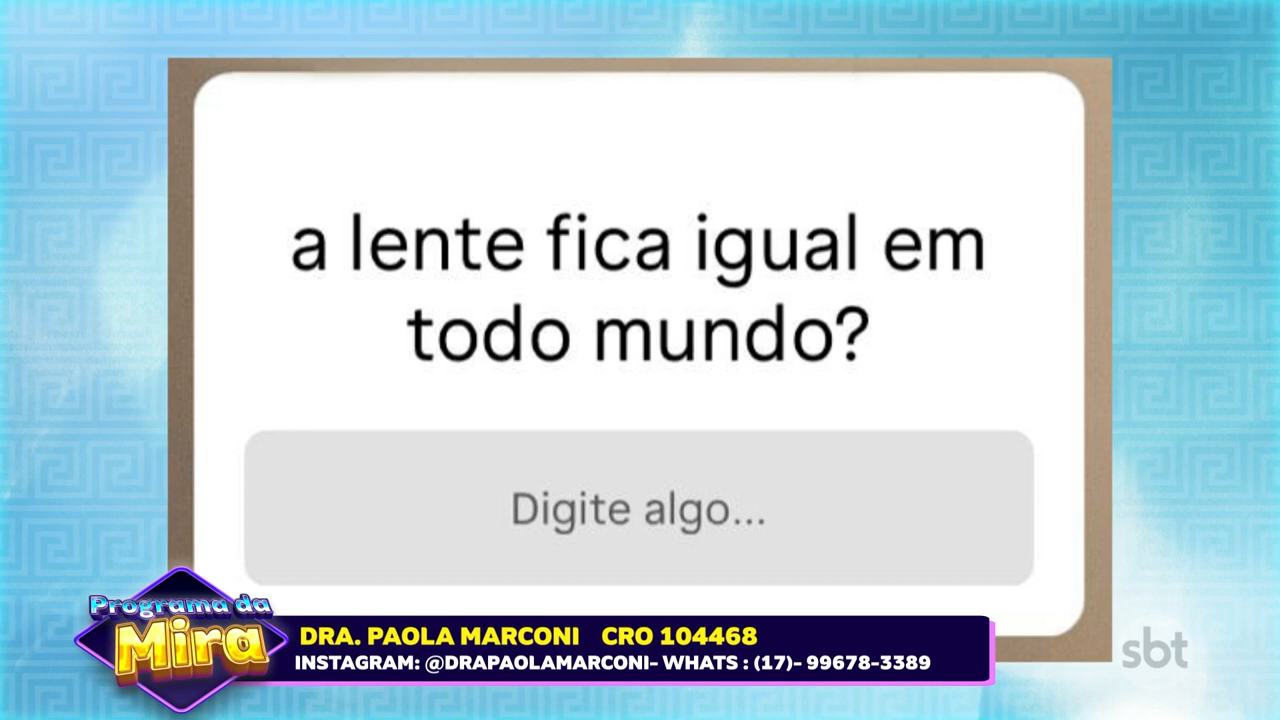 a lente fica igual em
todo mundo?
Digite algo...
Programa da
Mira
DRA. PAOLA MARCONI CRO 104468
INSTAGRAM: @DRAPAOLAMARCONI- WHATS : (17)- 99678-3389
sbt